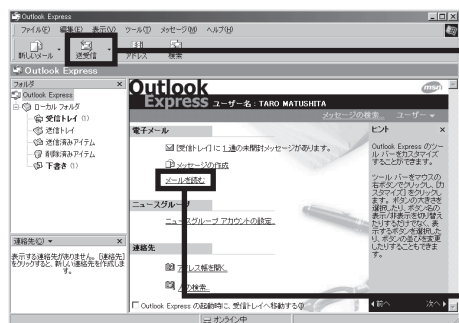 Outlook Express
ファイル(F) 編集(E) 表示(V) ツール(T) メッセージ(M) ヘルプ(H)
新しいメール 送受信 アドレス 検索
Outlook Express
フォルダ ×
Outlook Express
ローカル フォルダ
受信トレイ (1)
送信トレイ
送信済みアイテム
削除済みアイテム
下書き (1)
連絡先(C) ▼ ×
表示する連絡先がありません。[連絡先]
をクリックすると、新しい連絡先を作成しま
す。
Outlook
Express ユーザー名 : TARO MATUSHITA
msn
メッセージの検索... ユーザー ▼
電子メール
[受信トレイ] に 1 通の未開封メッセージがあります。
メッセージの作成
メールを読む
ニュースグループ
ニュースグループ アカウントの設定...
連絡先
アドレス帳を開く...
人の検索...
Outlook Express の起動時に、受信トレイへ移動する(O)
ヒント ×
Outlook Express のツー
ル バーをカスタマイズ
することができます。
ツール バーをマウスの
右ボタンでクリックし、[カ
スタマイズ] をクリックし
ます。ボタンの大きさを
選択したり、ボタン名の
表示/非表示を切り替え
たりするだけでなく、表
示するボタンを選択した
り、ボタンの並びを変更
したりすることもできま
す。
前へ 次へ
オンライン中